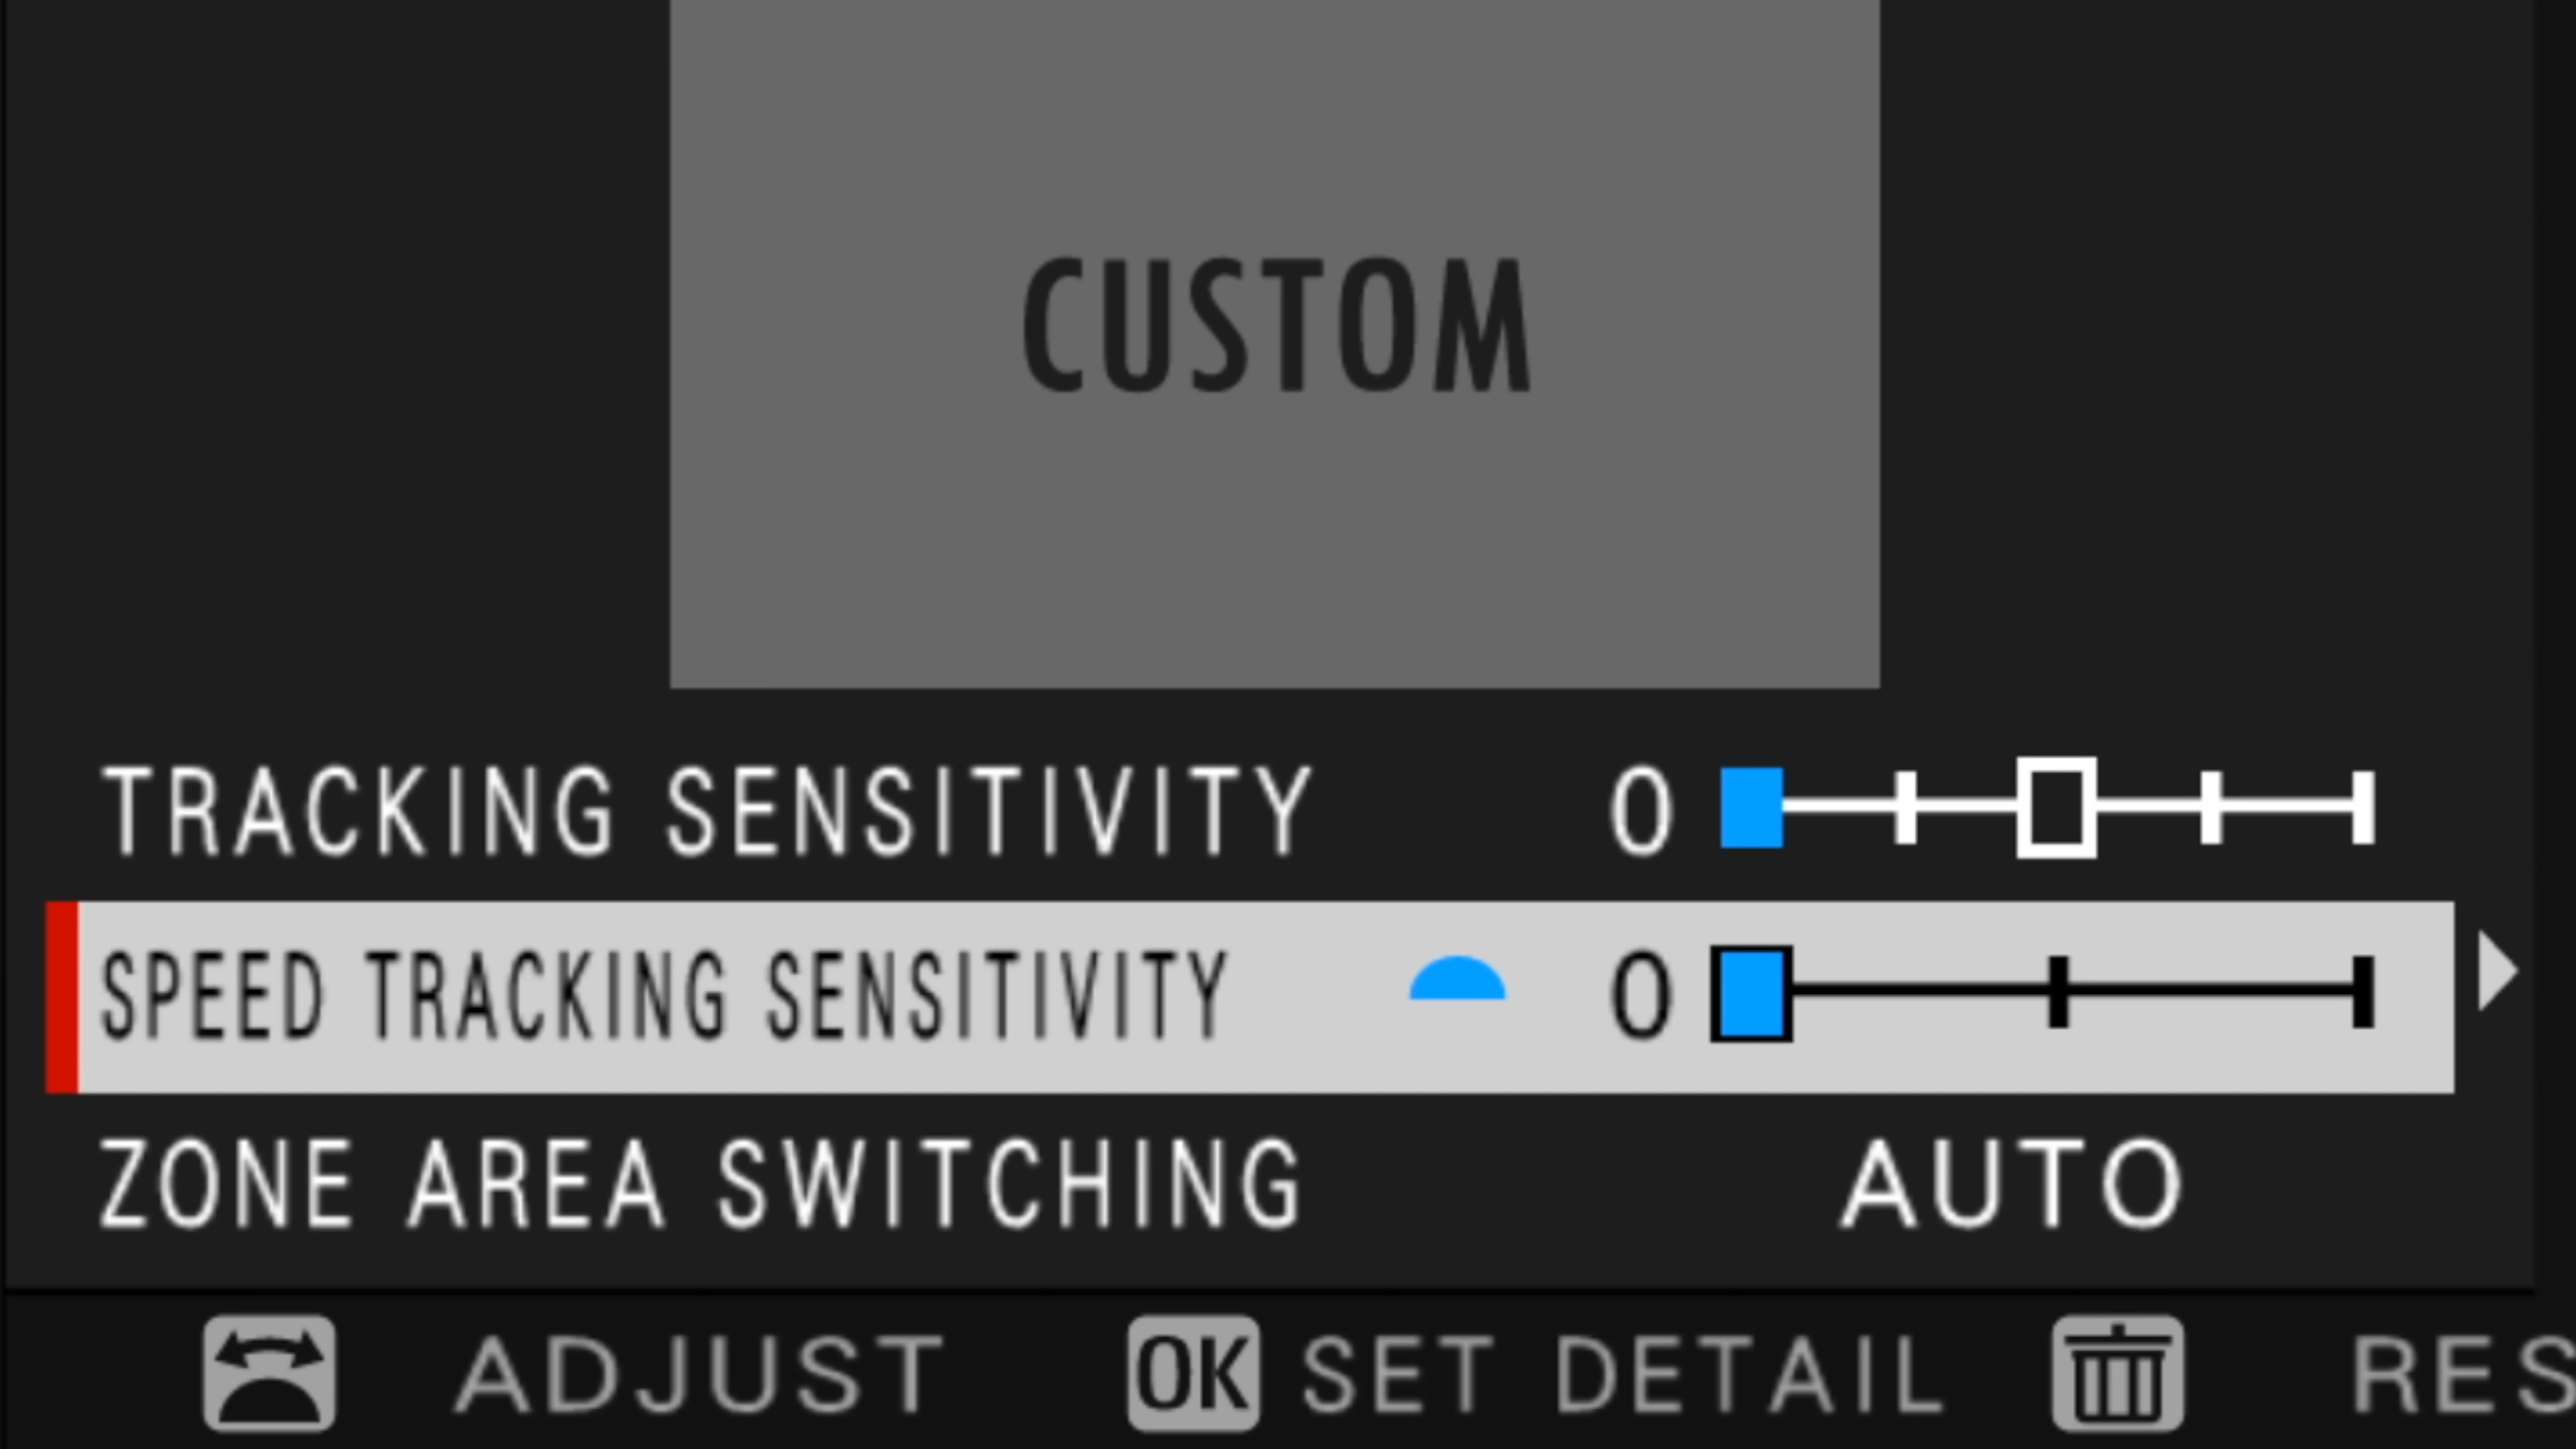 CUSTOM
TRACKING SENSITIVITY 0
SPEED TRACKING SENSITIVITY 0
ZONE AREA SWITCHING AUTO
ADJUST OK SET DETAIL RES